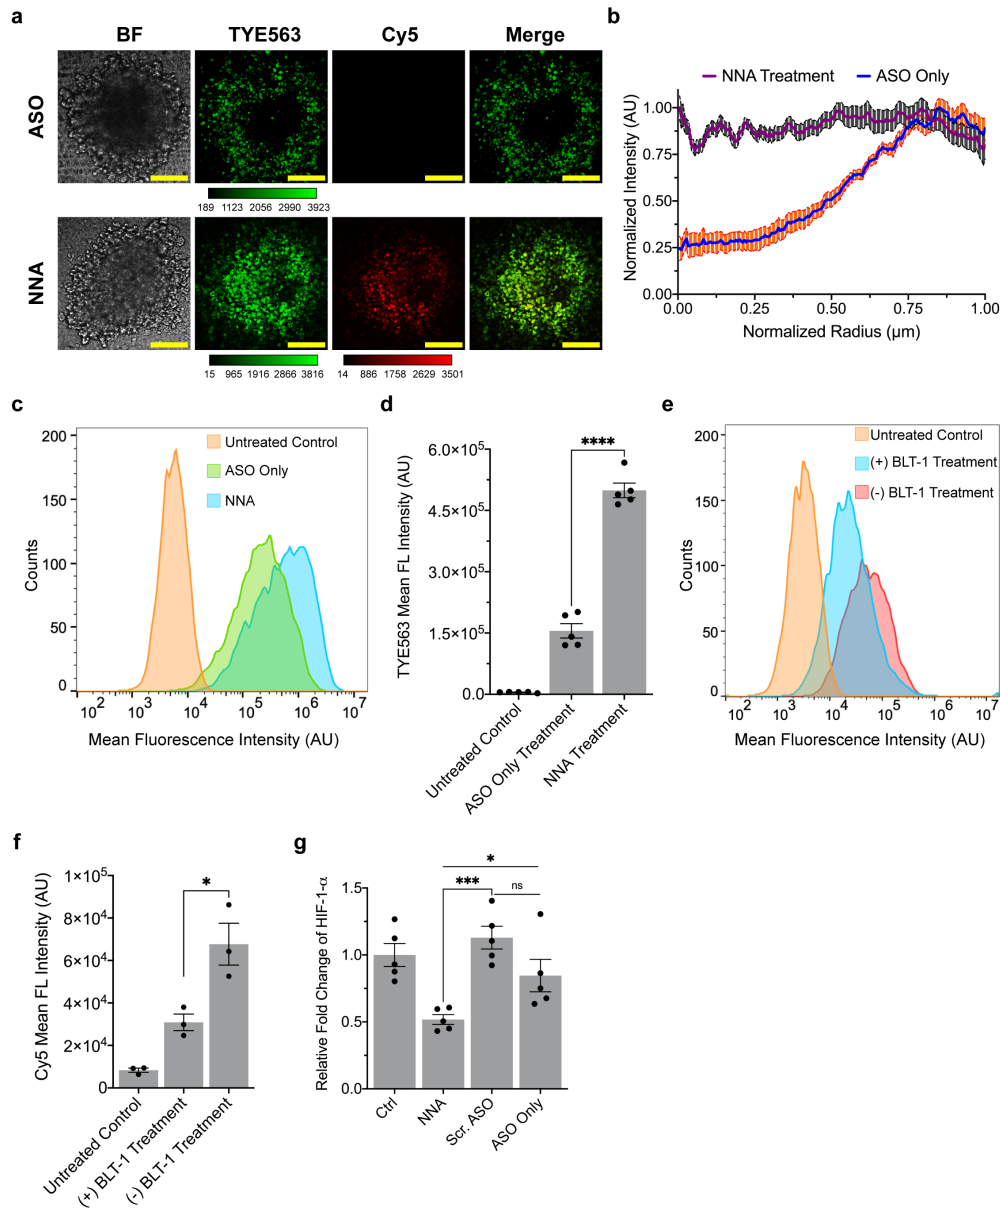 a
BF TYE563 Cy5 Merge
ASO
189 1123 2056 2990 3923
NNA
15 965 1916 2866 3816
14 886 1758 2629 3501
b
NNA Treatment ASO Only
Normalized Intensity (AU)
1.00
0.75
0.50
0.25
0.00
0.00 0.25 0.50 0.75 1.00
Normalized Radius (µm)
c
Untreated Control
ASO Only
NNA
Counts
200
150
100
50
0
10² 10³ 10⁴ 10⁵ 10⁶ 10⁷
Mean Fluorescence Intensity (AU)
d
****
TYE563 Mean FL Intensity (AU)
6.0×10⁵
4.5×10⁵
3.0×10⁵
1.5×10⁵
0.0
Untreated Control
ASO Only Treatment
NNA Treatment
e
Untreated Control
(+) BLT-1 Treatment
(-) BLT-1 Treatment
Counts
200
150
100
50
0
10² 10³ 10⁴ 10⁵ 10⁶ 10⁷
Mean Fluorescence Intensity (AU)
f
*
Cy5 Mean FL Intensity (AU)
1×10⁵
8×10⁴
6×10⁴
4×10⁴
2×10⁴
0
Untreated Control
(+) BLT-1 Treatment
(-) BLT-1 Treatment
g
*
***
ns
Relative Fold Change of HIF-1-α
1.5
1.0
0.5
0.0
Ctrl
NNA
Scr. ASO
ASO Only